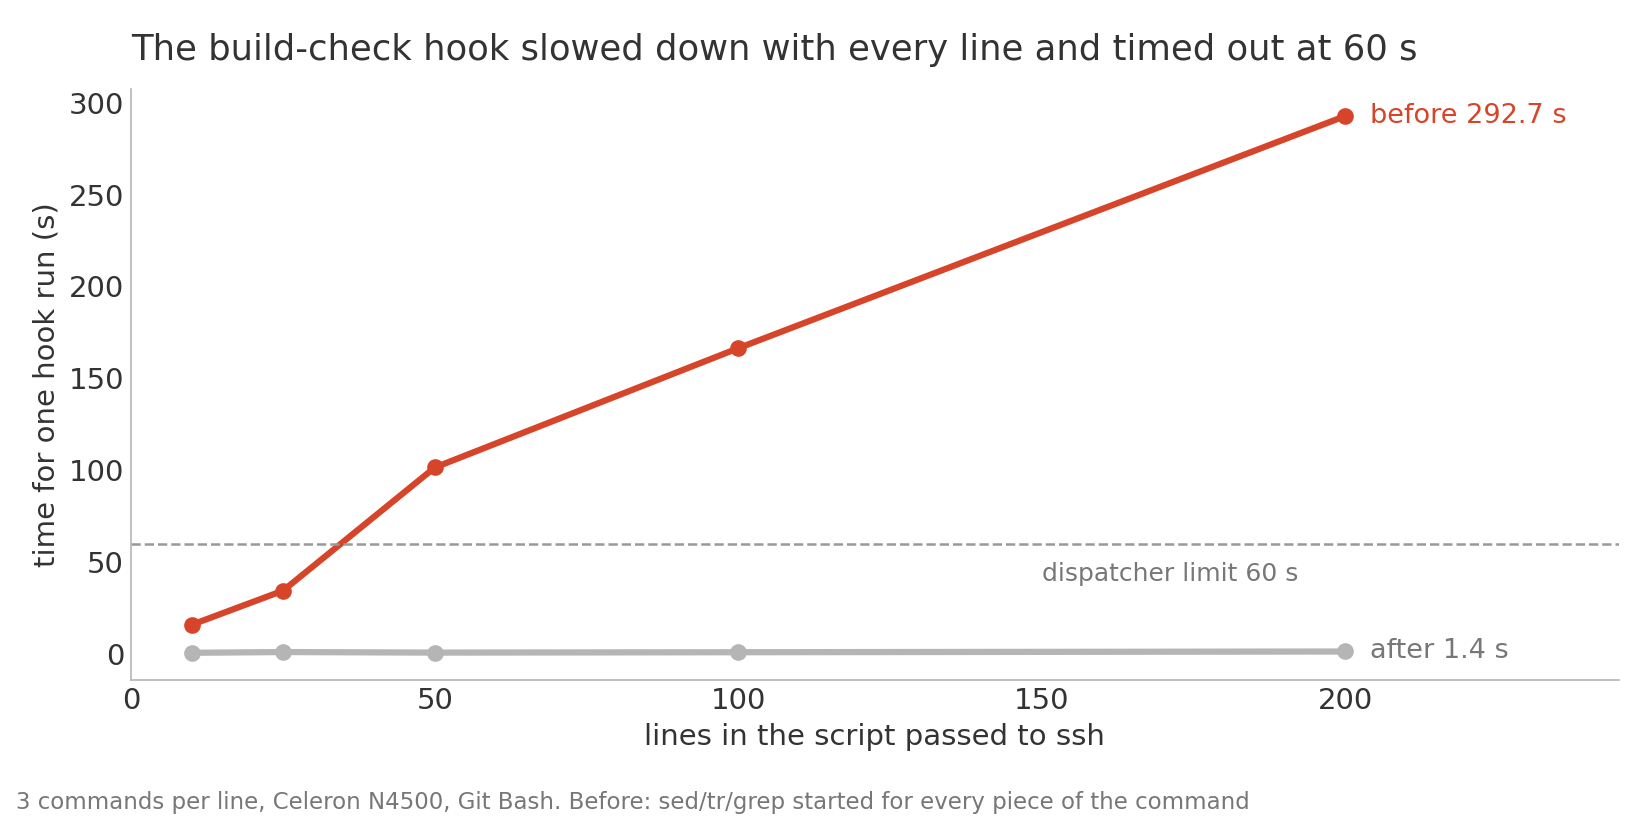 The build-check hook slowed down with every line and timed out at 60 s
300
before 292.7 s
250
200
150
100
50
0
time for one hook run (s)
dispatcher limit 60 s
after 1.4 s
0 50 100 150 200
lines in the script passed to ssh
3 commands per line, Celeron N4500, Git Bash. Before: sed/tr/grep started for every piece of the command